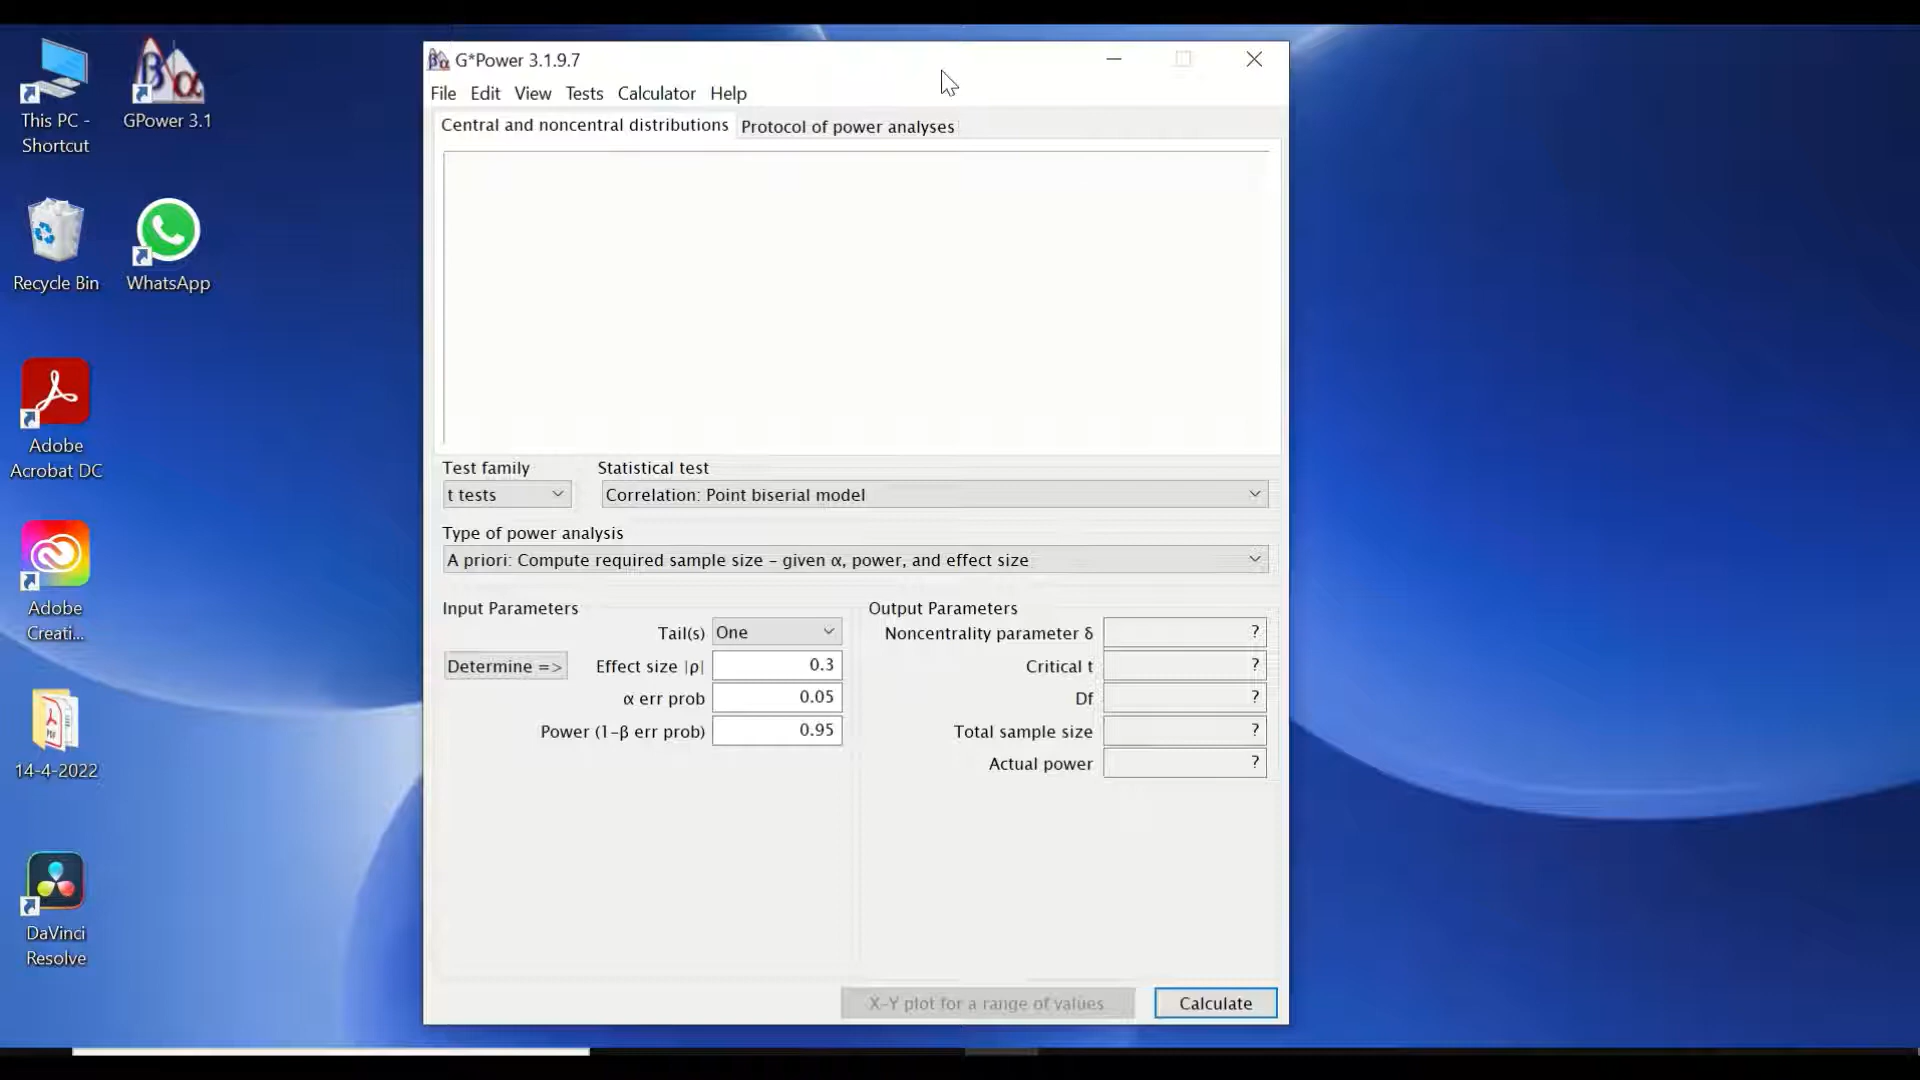 This PC -
Shortcut
GPower 3.1
Recycle Bin
WhatsApp
Adobe
Acrobat DC
Adobe
Creati...
14-4-2022
DaVinci
Resolve
G*Power 3.1.9.7
File Edit View Tests Calculator Help
Central and noncentral distributions Protocol of power analyses
Test family Statistical test
t tests Correlation: Point biserial model
Type of power analysis
A priori: Compute required sample size – given α, power, and effect size
Input Parameters Output Parameters
Tail(s) One Noncentrality parameter δ ?
Determine => Effect size |ρ| 0.3 Critical t ?
α err prob 0.05 Df ?
Power (1–β err prob) 0.95 Total sample size ?
Actual power ?
X–Y plot for a range of values Calculate